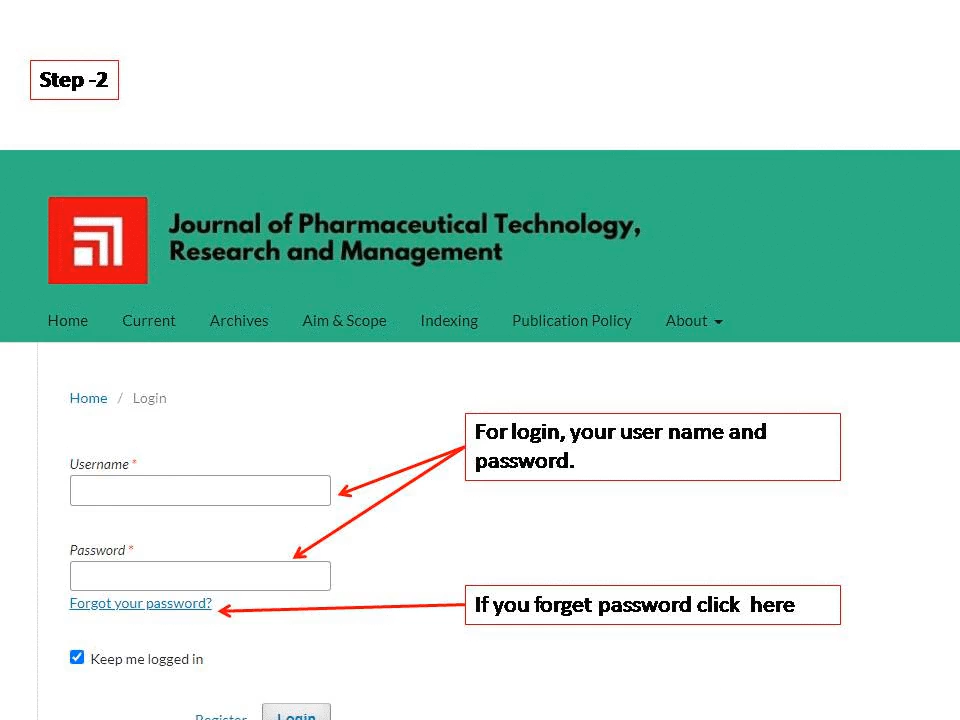 Step -2
Journal of Pharmaceutical Technology,
Research and Management
Home Current Archives Aim & Scope Indexing Publication Policy About
Home / Login
For login, your user name and
password.
Username *
Password *
Forgot your password?
If you forget password click here
Keep me logged in
Register Login